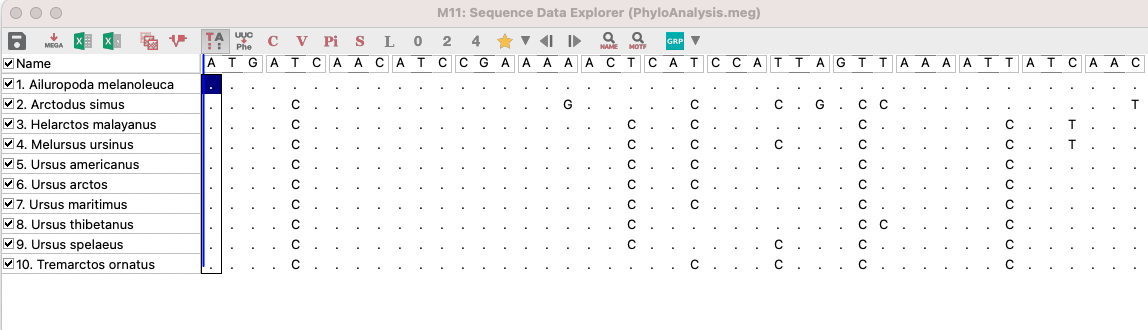 M11: Sequence Data Explorer (PhyloAnalysis.meg)
MEGA X X TA UUC Phe C V Pi S L 0 2 4 NAME MOTF GRP
Name A T G A T C A A C A T C C G A A A A A C T C A T C C A T T A G T T A A A A T T A T C A A C
1. Ailuropoda melanoleuca . . . . . . . . . . . . . . . . . . . . . . . . . . . . . . . . . . . . . . . . . . . . .
2. Arctodus simus . . . . C . . . . . . . . . . . . G . . . . . C . . . C . G . C C . . . . . . . . . . . T
3. Helarctos malayanus . . . . C . . . . . . . . . . . . . . . C . . C . . . . . . . C . . . . . . C . . T . . .
4. Melursus ursinus . . . . C . . . . . . . . . . . . . . . C . . C . . . C . . . C . . . . . . C . . T . . .
5. Ursus americanus . . . . C . . . . . . . . . . . . . . . C . . C . . . . . . . C . . . . . . C . . . . . .
6. Ursus arctos . . . . C . . . . . . . . . . . . . . . C . . C . . . . . . . C . . . . . . C . . . . . .
7. Ursus maritimus . . . . C . . . . . . . . . . . . . . . C . . C . . . . . . . C . . . . . . C . . . . . .
8. Ursus thibetanus . . . . C . . . . . . . . . . . . . . . C . . . . . . . . . . C C . . . . . C . . . . . .
9. Ursus spelaeus . . . . C . . . . . . . . . . . . . . . C . . . . . . C . . . C . . . . . . C . . . . . .
10. Tremarctos ornatus . . . . C . . . . . . . . . . . . . . . . . . C . . . C . . . C . . . . . . C . . . . . .